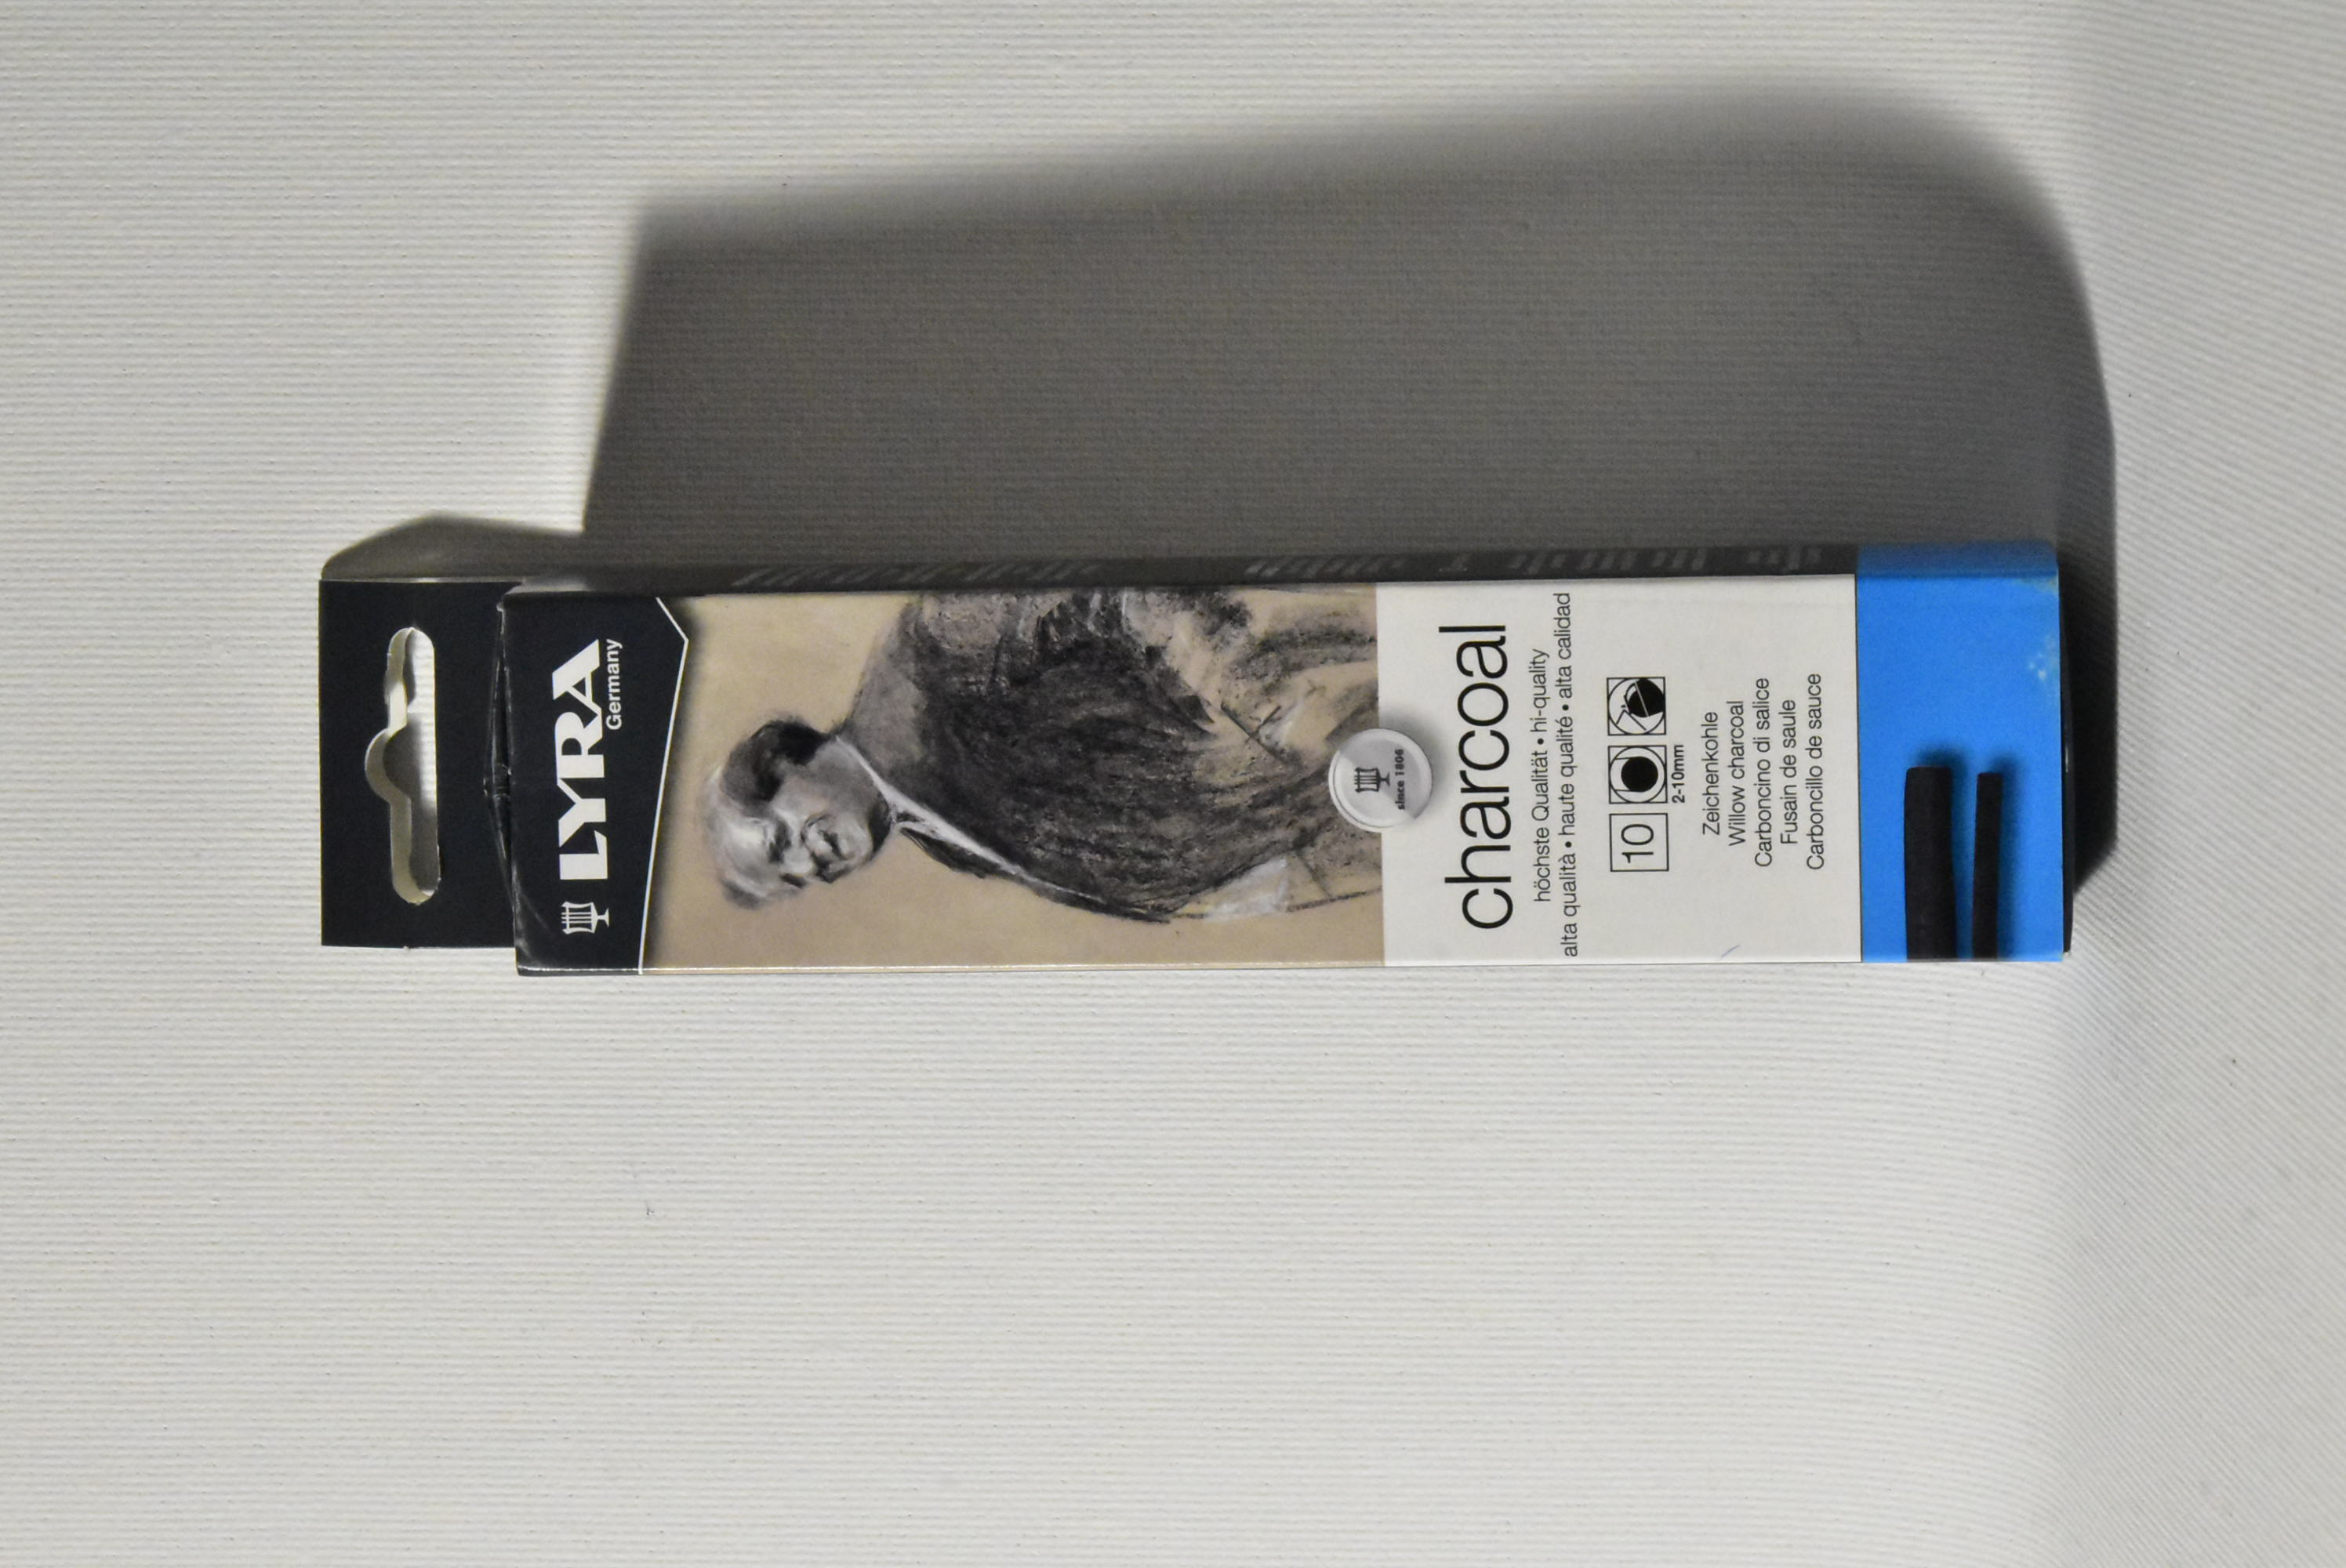 LYRA
Germany
since 1806
charcoal
höchste Qualität • hi-quality
alta qualità • haute qualité • alta calidad
10
2-10mm
Zeichenkohle
Willow charcoal
Carboncino di salice
Fusain de saule
Carboncillo de sauce